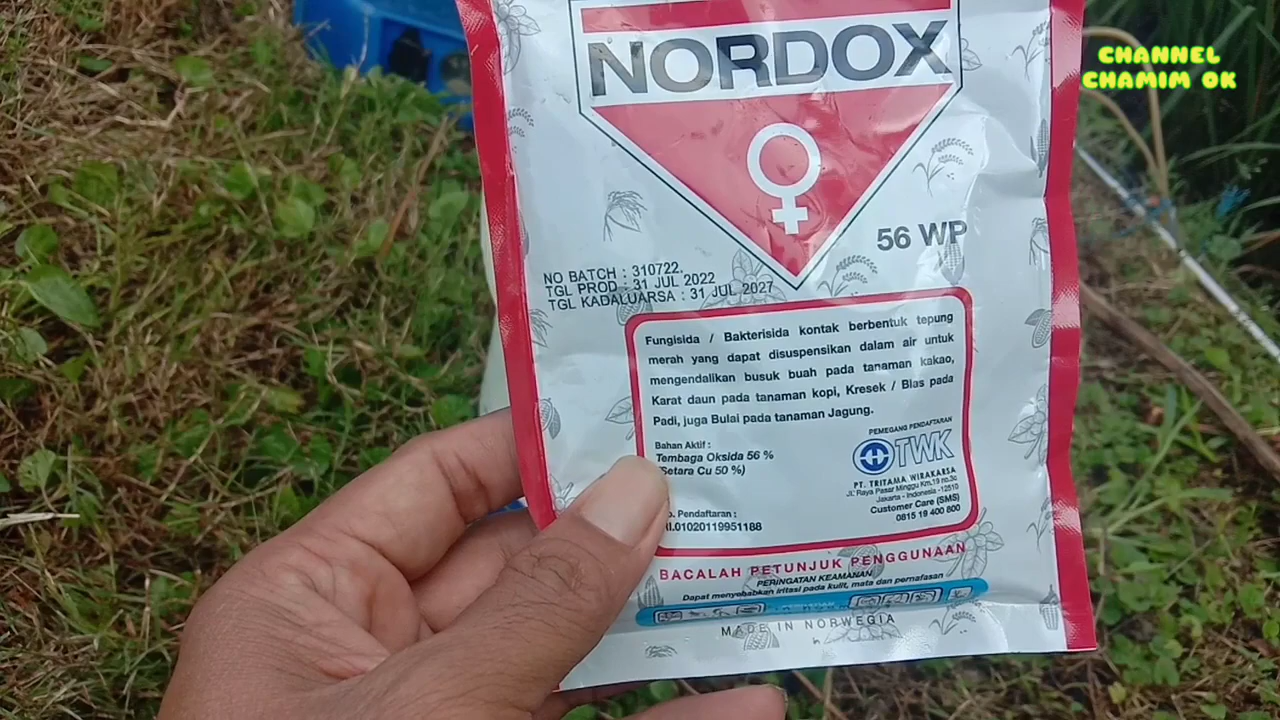 CHANNEL
CHAMIM OK
NORDOX
56 WP
NO BATCH : 310722.
TGL PROD : 31 JUL 2022
TGL KADALUARSA : 31 JUL 2027
Fungisida / Bakterisida kontak berbentuk tepung
merah yang dapat disuspensikan dalam air untuk
mengendalikan busuk buah pada tanaman kakao,
Karat daun pada tanaman kopi, Kresek / Blas pada
Padi, juga Bulai pada tanaman Jagung.
Bahan Aktif :
Tembaga Oksida 56 %
(Setara Cu 50 %)
PEMEGANG PENDAFTARAN
TWK
PT. TRITAMA WIRAKARSA
Jl. Raya Pasar Minggu Km.19 no.3c
Jakarta - Indonesia -12510
Customer Care (SMS)
0815 19 400 800
Pendaftaran :
RI.01020119951188
BACALAH PETUNJUK PENGGUNAAN
PERINGATAN KEAMANAN
Dapat menyebabkan iritasi pada kulit, mata dan pernafasan
MADE IN NORWEGIA